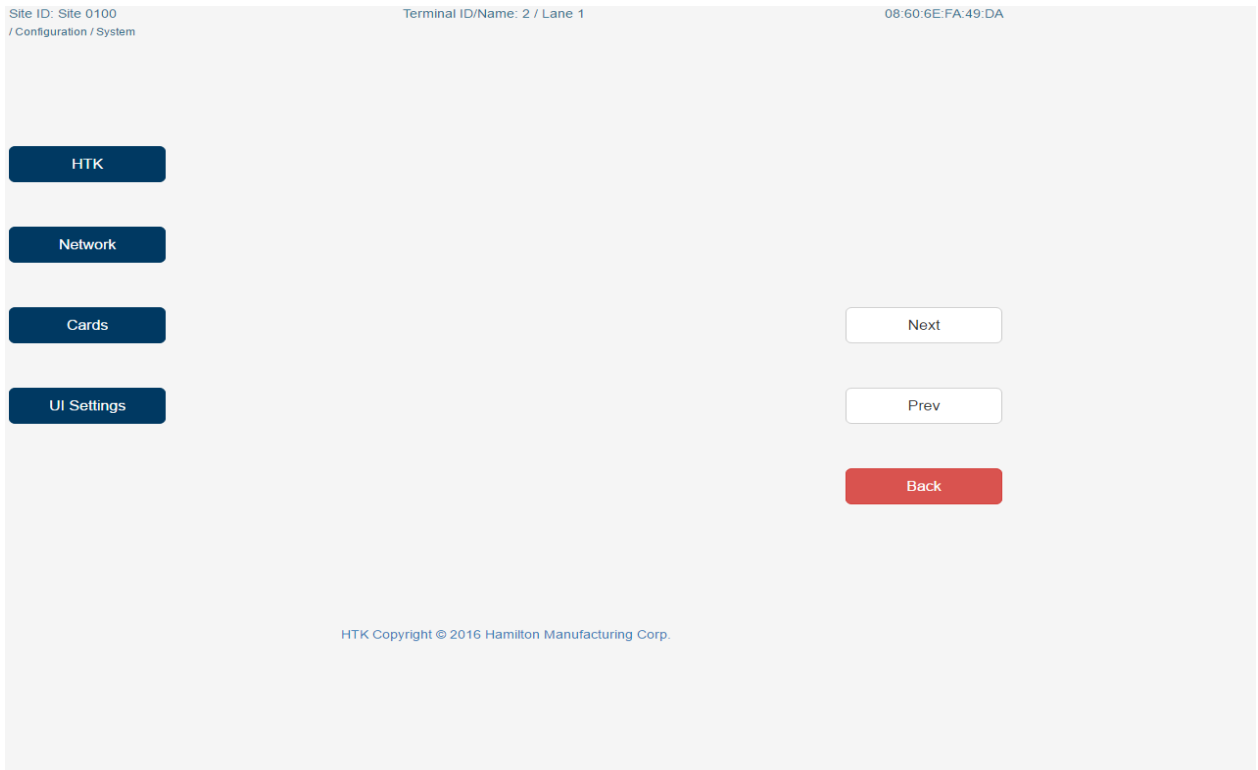 Site ID: Site 0100 Terminal ID/Name: 2 / Lane 1 08:60:6E:FA:49:DA
/ Configuration / System
HTK
Network
Cards Next
UI Settings Prev
Back
HTK Copyright © 2016 Hamilton Manufacturing Corp.